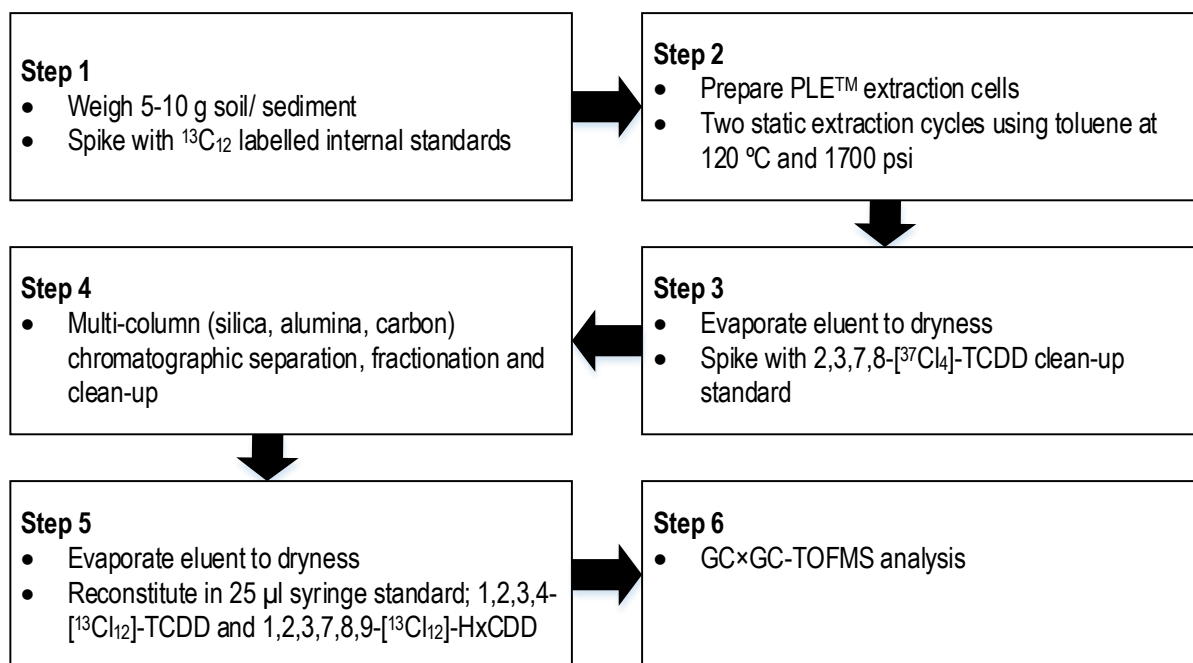 Step 1
• Weigh 5-10 g soil/ sediment
• Spike with ¹³C₁₂ labelled internal standards
Step 2
• Prepare PLE™ extraction cells
• Two static extraction cycles using toluene at
120 ºC and 1700 psi
Step 3
• Evaporate eluent to dryness
• Spike with 2,3,7,8-[³⁷Cl₄]-TCDD clean-up
standard
Step 4
• Multi-column (silica, alumina, carbon)
chromatographic separation, fractionation and
clean-up
Step 5
• Evaporate eluent to dryness
• Reconstitute in 25 µl syringe standard; 1,2,3,4-
[¹³Cl₁₂]-TCDD and 1,2,3,7,8,9-[¹³Cl₁₂]-HxCDD
Step 6
• GC×GC-TOFMS analysis